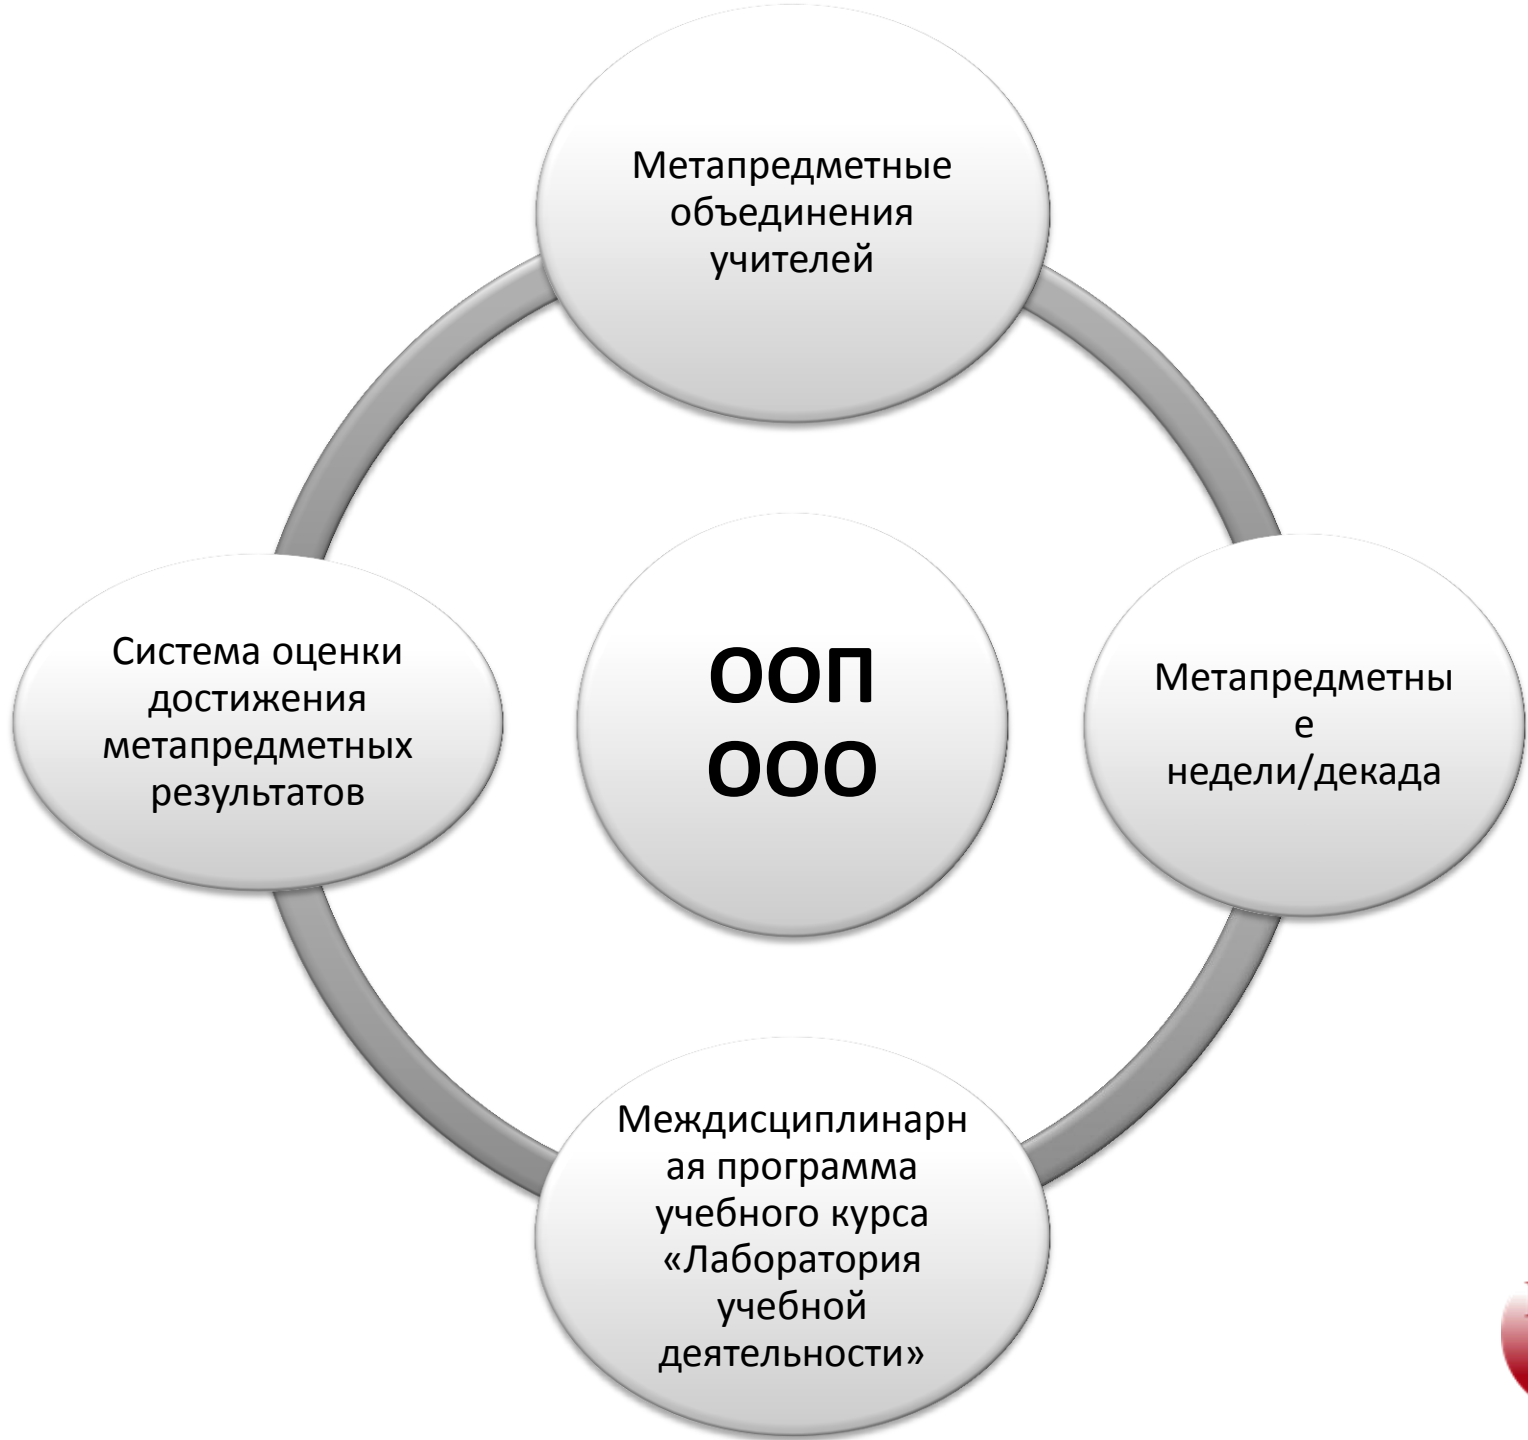 Метапредметные
объединения
учителей
Система оценки
достижения
метапредметных
результатов
ООП
ООО
Метапредметны
е
недели/декада
Междисциплинарн
ая программа
учебного курса
«Лаборатория
учебной
деятельности»